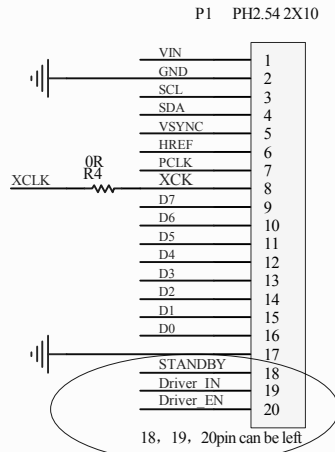 P1 PH2.54 2X10
VIN 1
GND 2
SCL 3
SDA 4
VSYNC 5
HREF 6
PCLK 7
0R
R4
XCLK XCK 8
D7 9
D6 10
D5 11
D4 12
D3 13
D2 14
D1 15
D0 16
17
STANDBY 18
Driver_IN 19
Driver_EN 20
18，19，20pin can be left